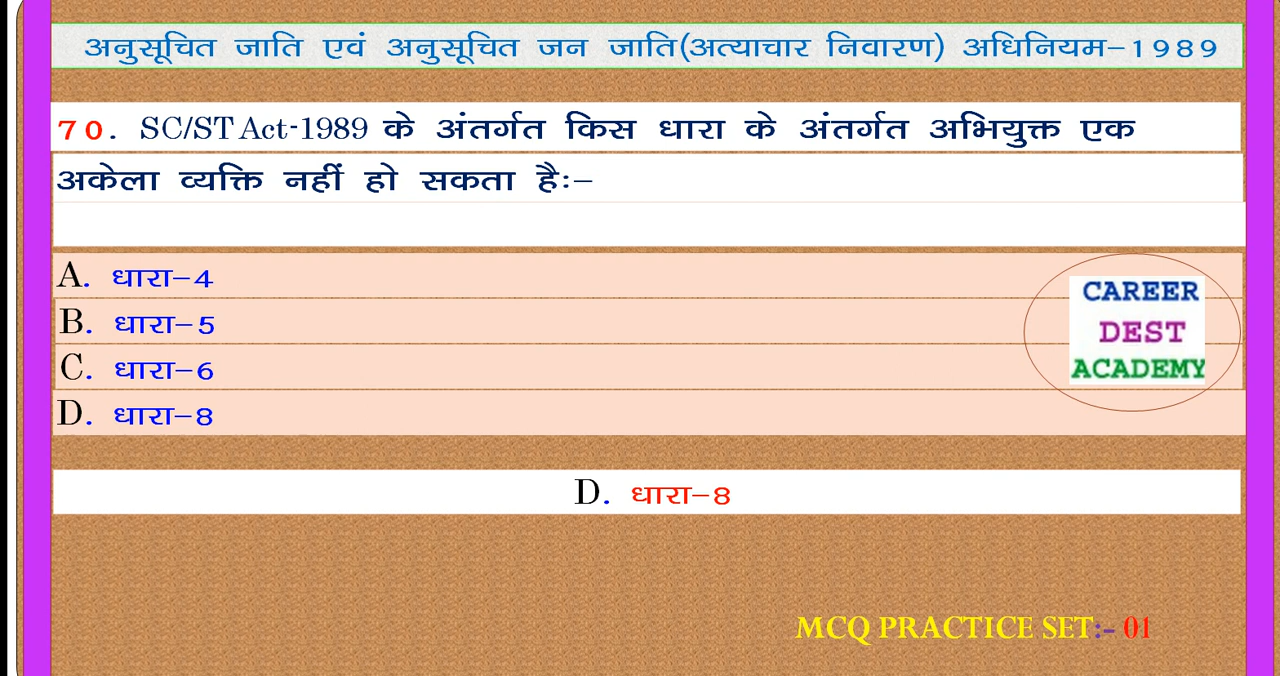 अनुसूचित जाति एवं अनुसूचित जन जाति(अत्याचार निवारण) अधिनियम–1989
70. SC/ST Act-1989 के अंतर्गत किस धारा के अंतर्गत अभियुक्त एक
अकेला व्यक्ति नहीं हो सकता है:–
A. धारा–4
B. धारा–5
C. धारा–6
D. धारा–8
CAREER
DEST
ACADEMY
D. धारा–8
MCQ PRACTICE SET:- 01